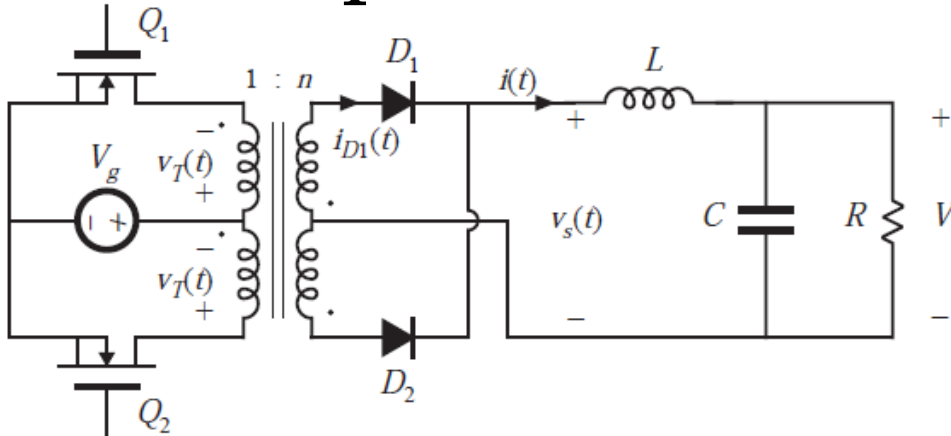 Q1
D1
L
1 : n
i(t)
+
+
−
vT(t)
iD1(t)
Vg
+
− +
vs(t)
C
R
V
−
vT(t)
+
−
−
D2
Q2